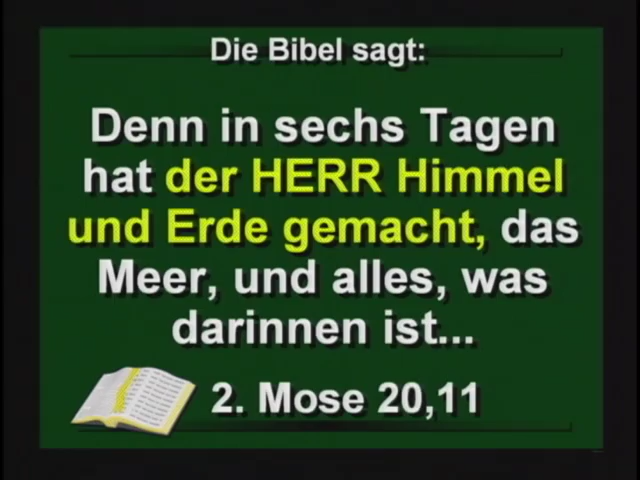 Die Bibel sagt:
Denn in sechs Tagen
hat der HERR Himmel
und Erde gemacht, das
Meer, und alles, was
darinnen ist...
2. Mose 20,11